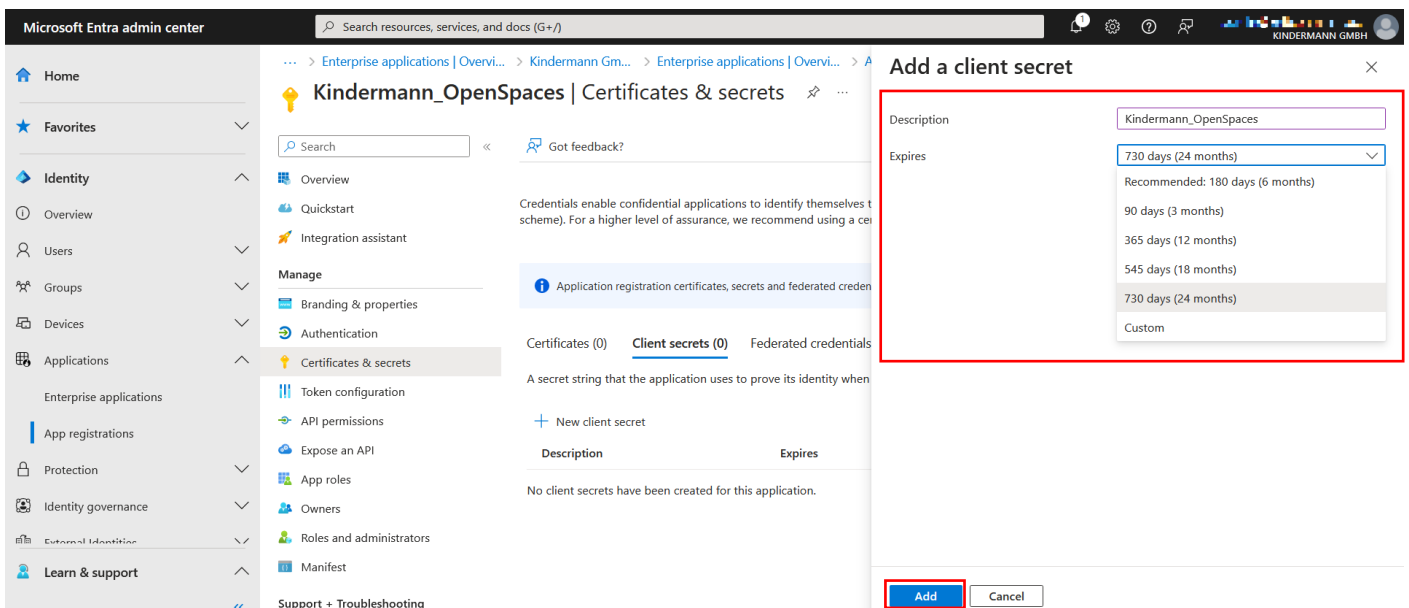 Microsoft Entra admin center
Search resources, services, and docs (G+/)
1
KINDERMANN GMBH
Home
Favorites
Identity
Overview
Users
Groups
Devices
Applications
Enterprise applications
App registrations
Protection
Identity governance
External Identities
Learn & support
... > Enterprise applications | Overvi... > Kindermann Gm... > Enterprise applications | Overvi... > A
Kindermann_OpenSpaces | Certificates & secrets ...
Search
«
Overview
Quickstart
Integration assistant
Manage
Branding & properties
Authentication
Certificates & secrets
Token configuration
API permissions
Expose an API
App roles
Owners
Roles and administrators
Manifest
Support + Troubleshooting
Got feedback?
Credentials enable confidential applications to identify themselves t
scheme). For a higher level of assurance, we recommend using a cer
Application registration certificates, secrets and federated creden
Certificates (0) Client secrets (0) Federated credentials
A secret string that the application uses to prove its identity when
+ New client secret
Description Expires
No client secrets have been created for this application.
Add a client secret
Description Kindermann_OpenSpaces
Expires 730 days (24 months)
Recommended: 180 days (6 months)
90 days (3 months)
365 days (12 months)
545 days (18 months)
730 days (24 months)
Custom
Add Cancel